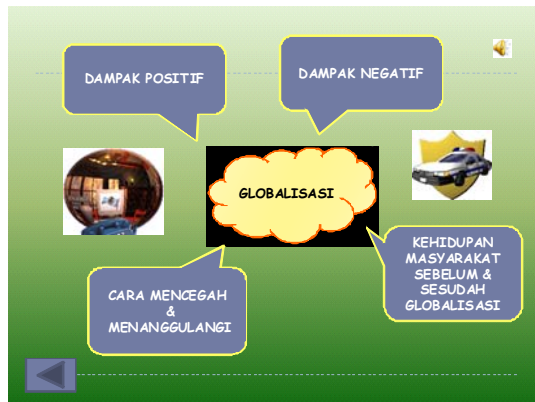 DAMPAK POSITIF
DAMPAK NEGATIF
GLOBALISASI
KEHIDUPAN
MASYARAKAT
SEBELUM &
SESUDAH
GLOBALISASI
CARA MENCEGAH
&
MENANGGULANGI